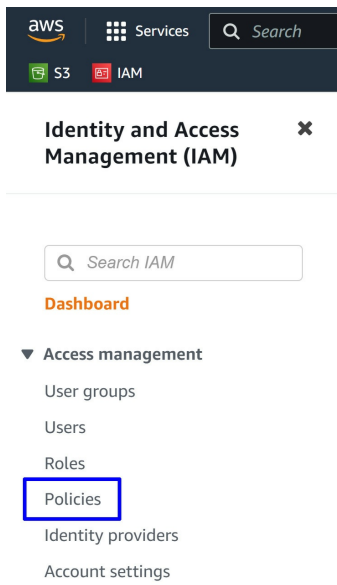 aws Services Search
S3 IAM
Identity and Access
Management (IAM)
Search IAM
Dashboard
Access management
User groups
Users
Roles
Policies
Identity providers
Account settings